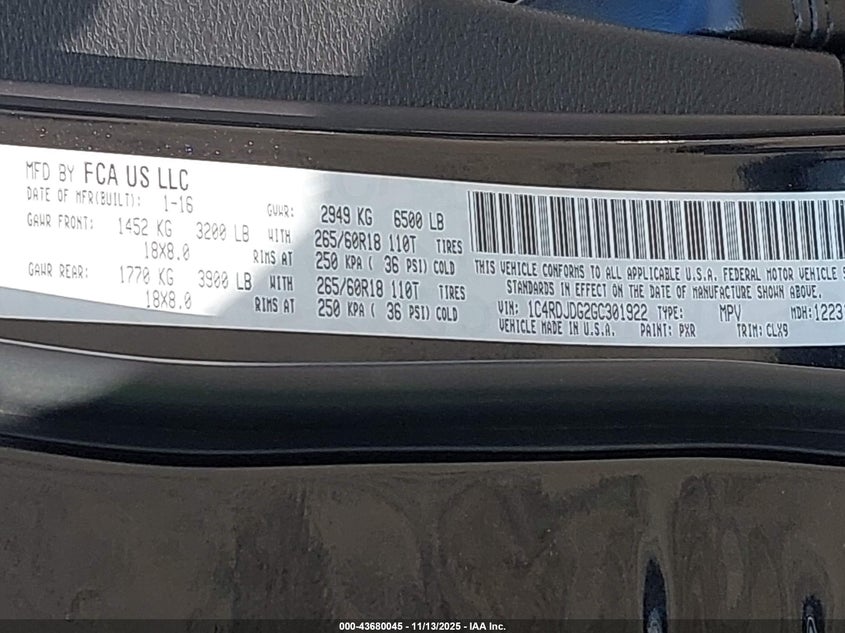 MFD BY FCA US LLC
DATE OF MFR(BUILT): 1-16 GVWR: 2949 KG 6500 LB
GAWR FRONT: 1452 KG 3200 LB WITH 265/60R18 110T TIRES
18X8.0 RIMS AT 250 KPA ( 36 PSI) COLD
GAWR REAR: 1770 KG 3900 LB WITH 265/60R18 110T TIRES
18X8.0 RIMS AT 250 KPA ( 36 PSI) COLD
THIS VEHICLE CONFORMS TO ALL APPLICABLE U.S.A. FEDERAL MOTOR VEHICLE
STANDARDS IN EFFECT ON THE DATE OF MANUFACTURE SHOWN ABOVE.
VIN: 1C4RDJDG2GC301922 TYPE: MPV MDH: 1223
VEHICLE MADE IN U.S.A. PAINT: PXR TRIM: CLX9
000-43680045 - 11/13/2025 - IAA Inc.